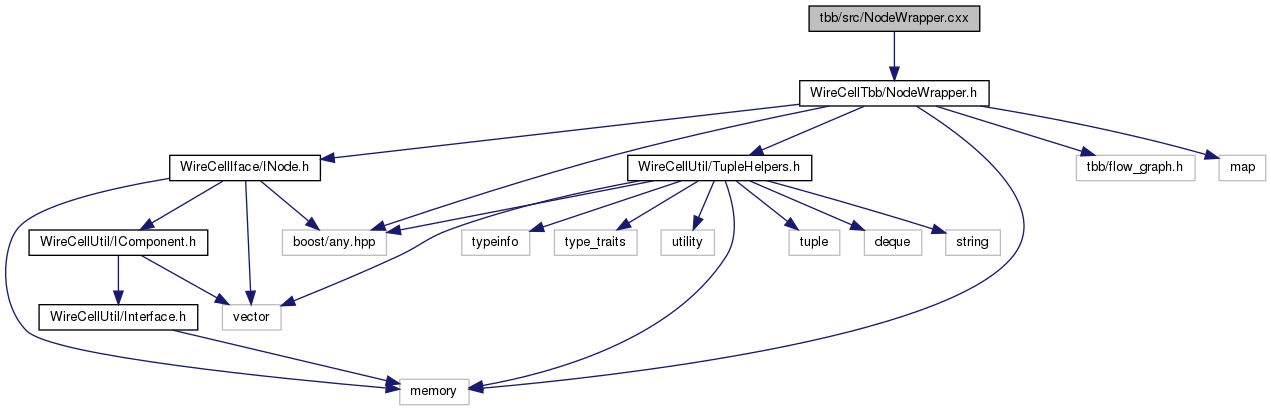 tbb/src/NodeWrapper.cxx
WireCellTbb/NodeWrapper.h
WireCellIface/INode.h
WireCellUtil/TupleHelpers.h
tbb/flow_graph.h
map
WireCellUtil/IComponent.h
boost/any.hpp
typeinfo
type_traits
utility
tuple
deque
string
WireCellUtil/Interface.h
vector
memory